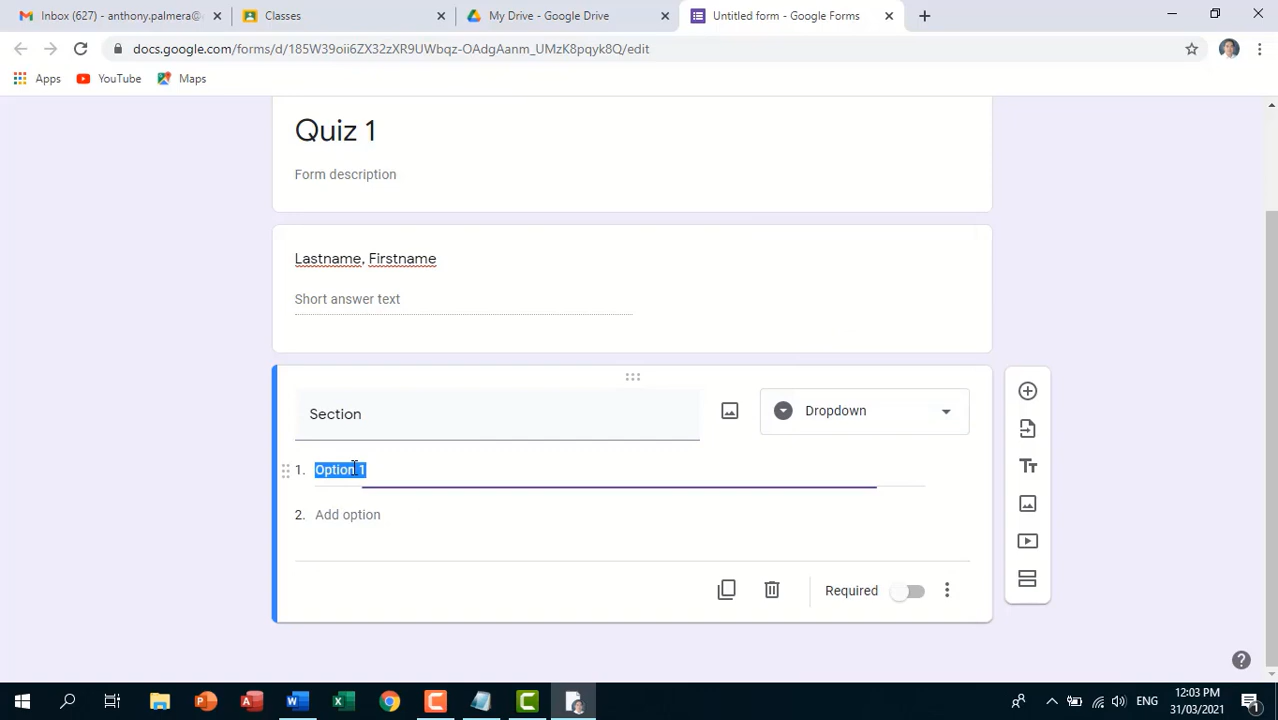 Inbox (627) - anthony.palmera@
Classes
My Drive - Google Drive
Untitled form - Google Forms
docs.google.com/forms/d/185W39oii6ZX32zXR9UWbqz-OAdgAanm_UMzK8pqyk8Q/edit
Apps
YouTube
Maps
Quiz 1
Form description
Lastname, Firstname
Short answer text
Section
Dropdown
1. Option 1
2. Add option
Required
ENG
12:03 PM
31/03/2021